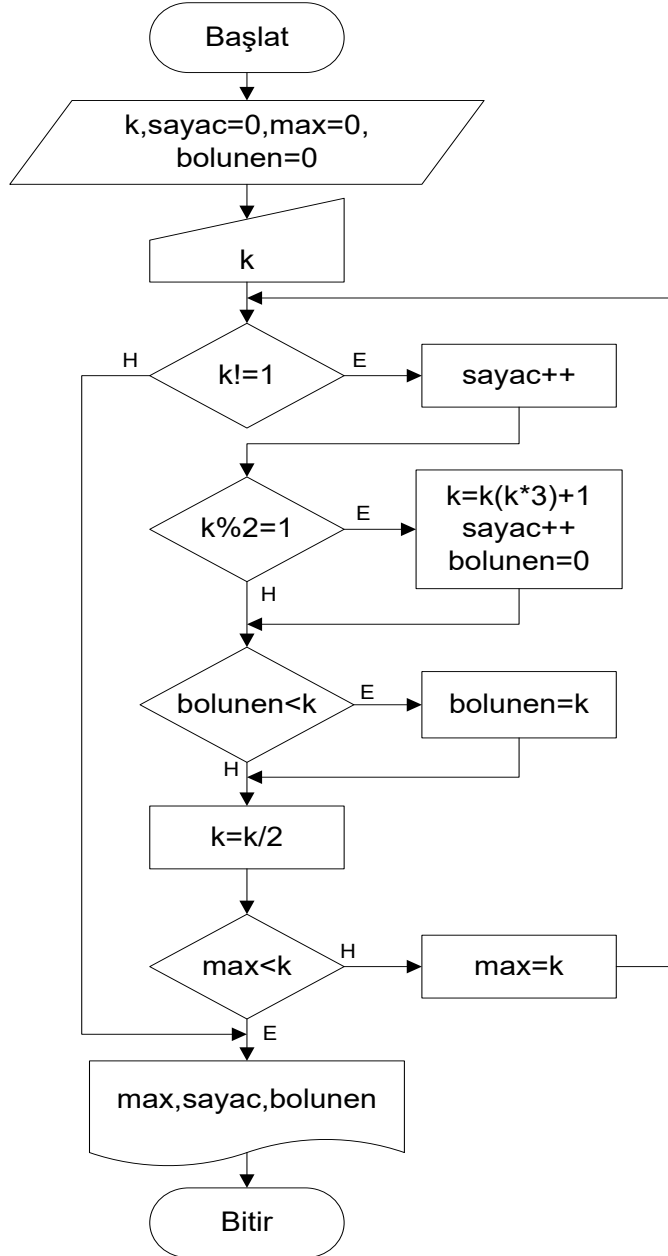 Başlat
k,sayac=0,max=0,
bolunen=0
k
H
k!=1
E
sayac++
k%2=1
E
k=k(k*3)+1
sayac++
bolunen=0
H
bolunen<k
E
bolunen=k
H
k=k/2
max<k
H
max=k
E
max,sayac,bolunen
Bitir